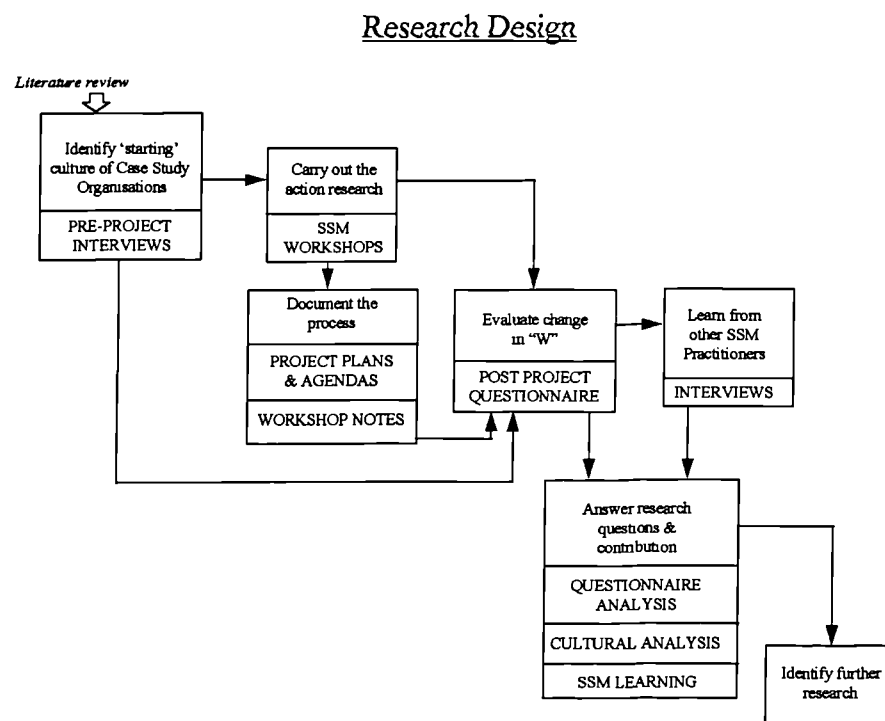 Research Design
Literature review
Identify ‘starting’
culture of Case Study
Organisations
PRE-PROJECT
INTERVIEWS
Carry out the
action research
SSM
WORKSHOPS
Document the
process
PROJECT PLANS
& AGENDAS
WORKSHOP NOTES
Evaluate change
in “W”
POST PROJECT
QUESTIONNAIRE
Learn from
other SSM
Practitioners
INTERVIEWS
Answer research
questions &
contribution
QUESTIONNAIRE
ANALYSIS
CULTURAL ANALYSIS
SSM LEARNING
Identify further
research